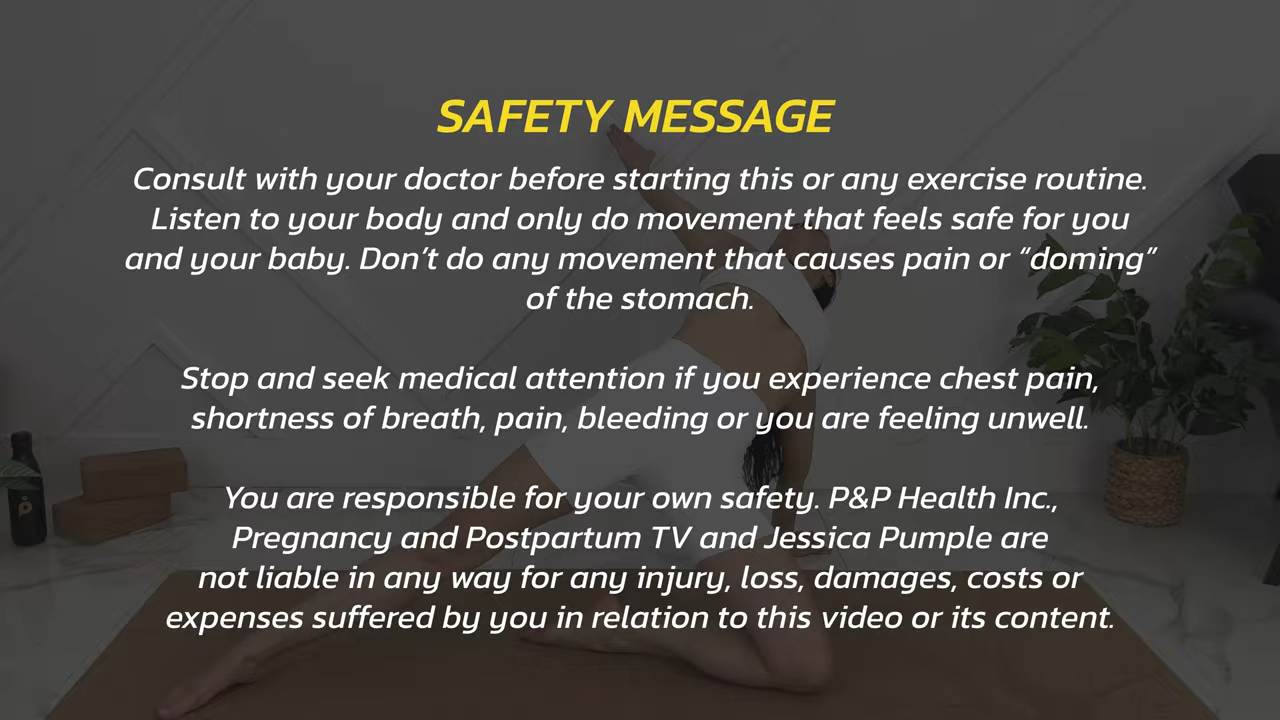 SAFETY MESSAGE
Consult with your doctor before starting this or any exercise routine.
Listen to your body and only do movement that feels safe for you
and your baby. Don’t do any movement that causes pain or “doming”
of the stomach.
Stop and seek medical attention if you experience chest pain,
shortness of breath, pain, bleeding or you are feeling unwell.
You are responsible for your own safety. P&P Health Inc.,
Pregnancy and Postpartum TV and Jessica Pumple are
not liable in any way for any injury, loss, damages, costs or
expenses suffered by you in relation to this video or its content.